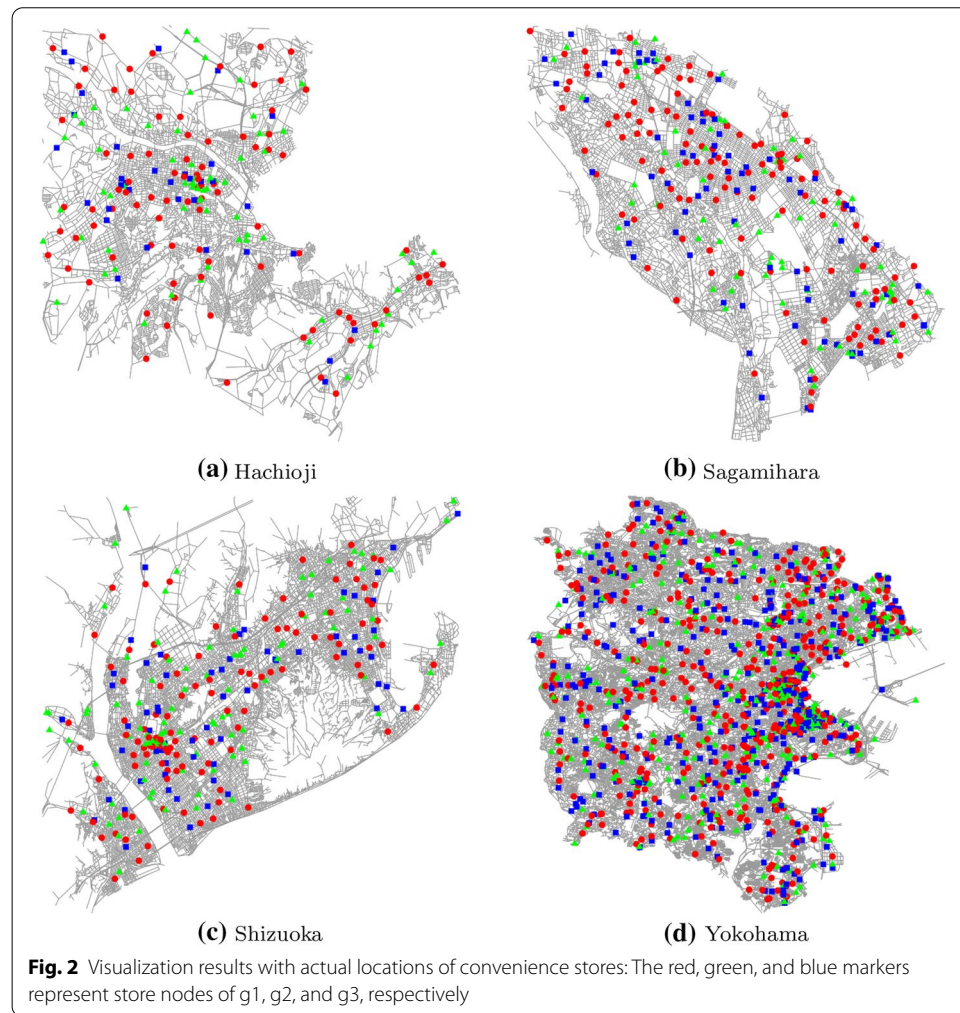 (a) Hachioji
(b) Sagamihara
(c) Shizuoka
(d) Yokohama
Fig. 2 Visualization results with actual locations of convenience stores: The red, green, and blue markers
represent store nodes of g1, g2, and g3, respectively